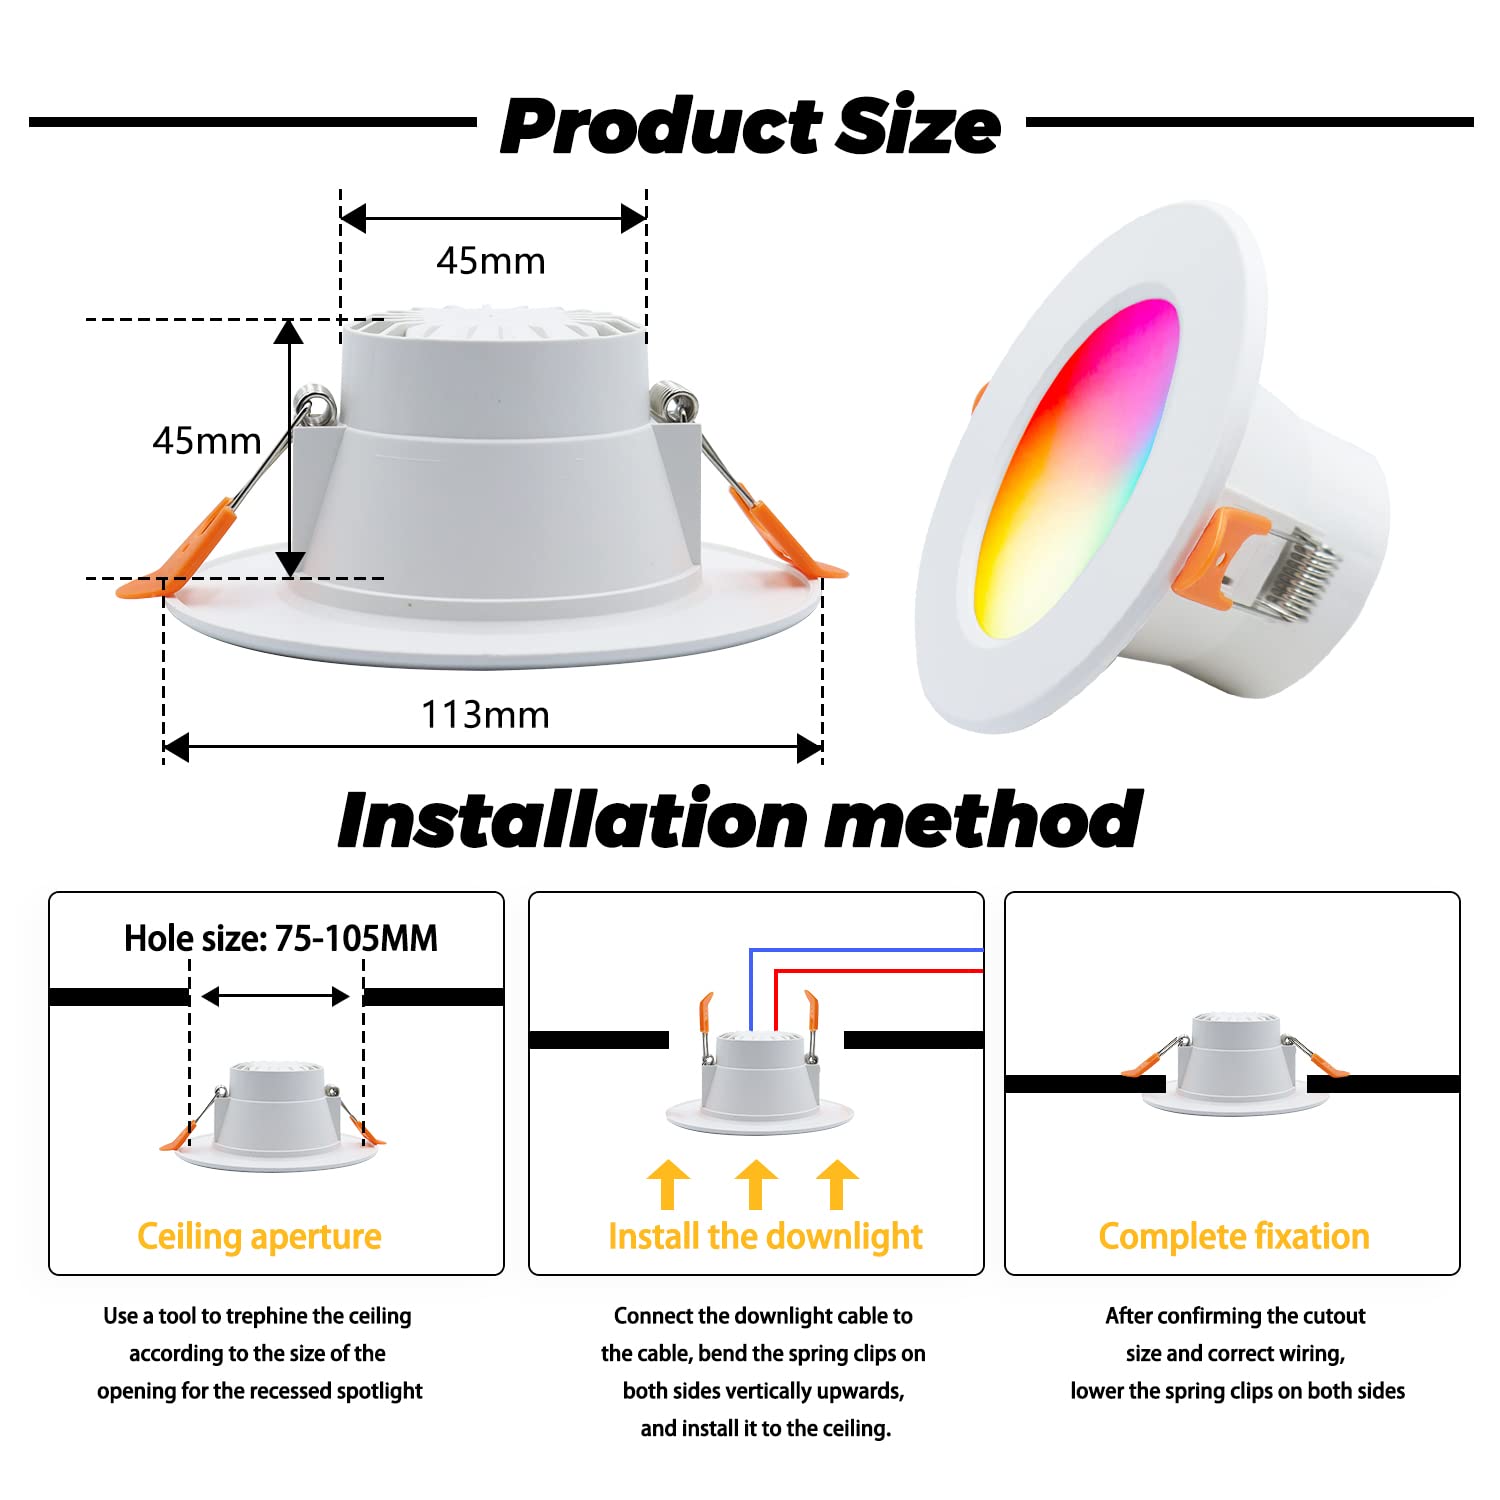 Product Size
45mm
45mm
113mm
Installation method
Hole size: 75-105MM
Ceiling aperture
Install the downlight
Complete fixation
Use a tool to trephine the ceiling
according to the size of the
opening for the recessed spotlight
Connect the downlight cable to
the cable, bend the spring clips on
both sides vertically upwards,
and install it to the ceiling.
After confirming the cutout
size and correct wiring,
lower the spring clips on both sides